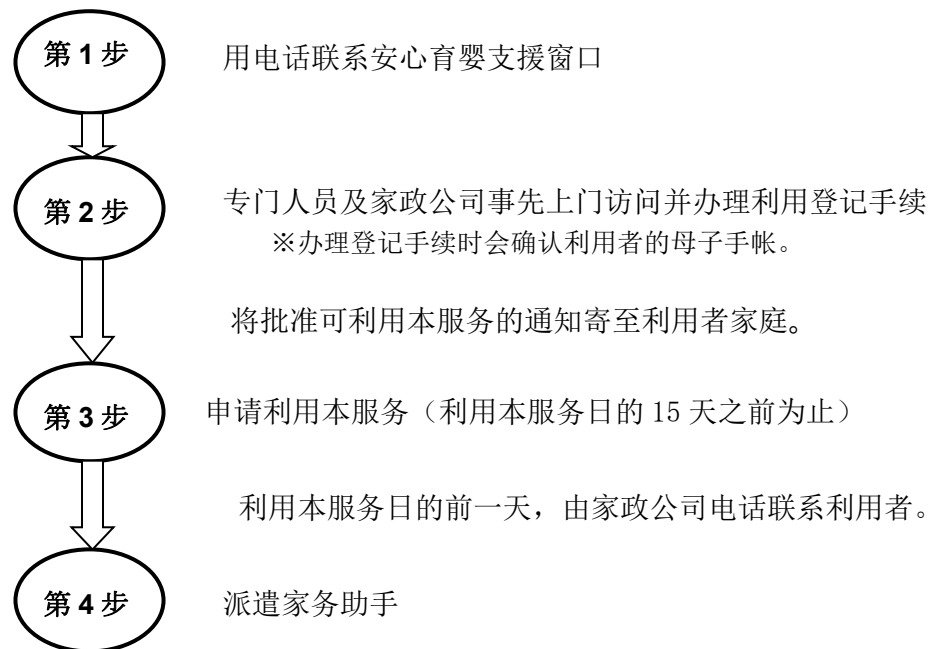 第1步
用电话联系安心育婴支援窗口
第2步
专门人员及家政公司事先上门访问并办理利用登记手续
※办理登记手续时会确认利用者的母子手帐。
将批准可利用本服务的通知寄至利用者家庭。
第3步
申请利用本服务（利用本服务日的15天之前为止）
利用本服务日的前一天，由家政公司电话联系利用者。
第4步
派遣家务助手